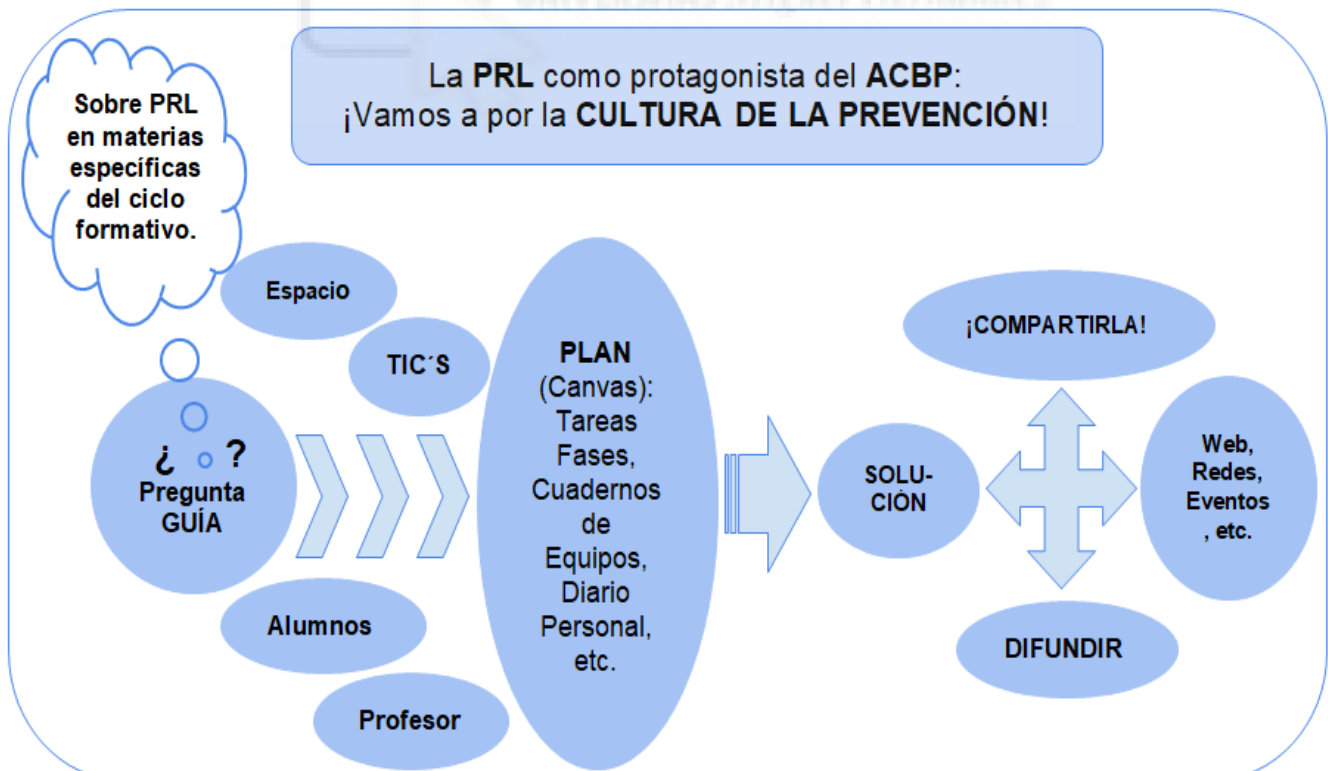 La PRL como protagonista del ACBP:
¡Vamos a por la CULTURA DE LA PREVENCIÓN!
Sobre PRL
en materias
específicas
del ciclo
formativo.
Espacio
TIC´S
¿ ?
Pregunta
GUÍA
Alumnos
Profesor
PLAN
(Canvas):
Tareas
Fases,
Cuadernos
de
Equipos,
Diario
Personal,
etc.
SOLU-
CIÓN
¡COMPARTIRLA!
Web,
Redes,
Eventos
, etc.
DIFUNDIR